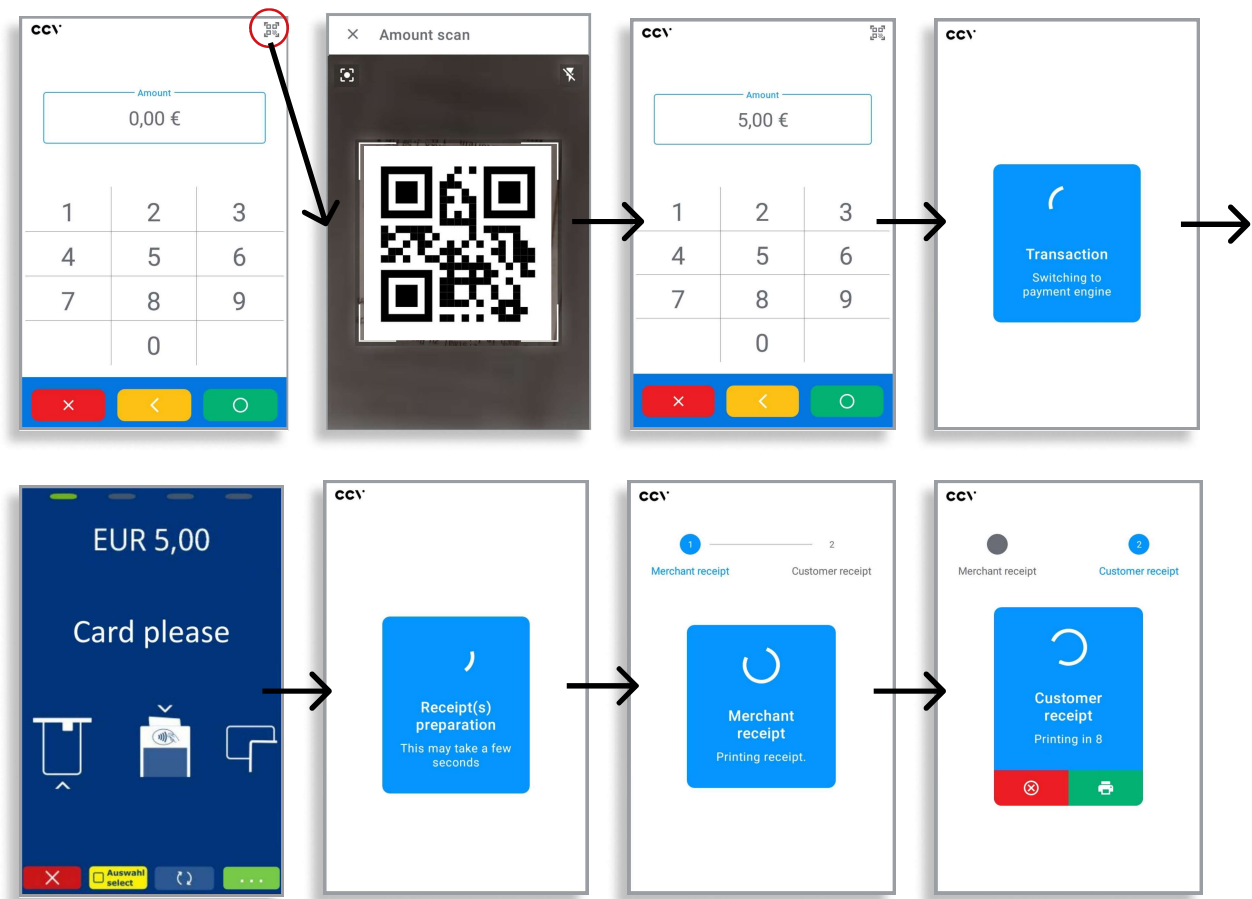 ccv
Amount
0,00 €
1 2 3
4 5 6
7 8 9
0
Amount scan
ccv
Amount
5,00 €
1 2 3
4 5 6
7 8 9
0
ccv
Transaction
Switching to
payment engine
EUR 5,00
Card please
Auswahl
select
...
ccv
Receipt(s)
preparation
This may take a few
seconds
ccv
1 2
Merchant receipt Customer receipt
Merchant
receipt
Printing receipt.
ccv
2
Merchant receipt Customer receipt
Customer
receipt
Printing in 8